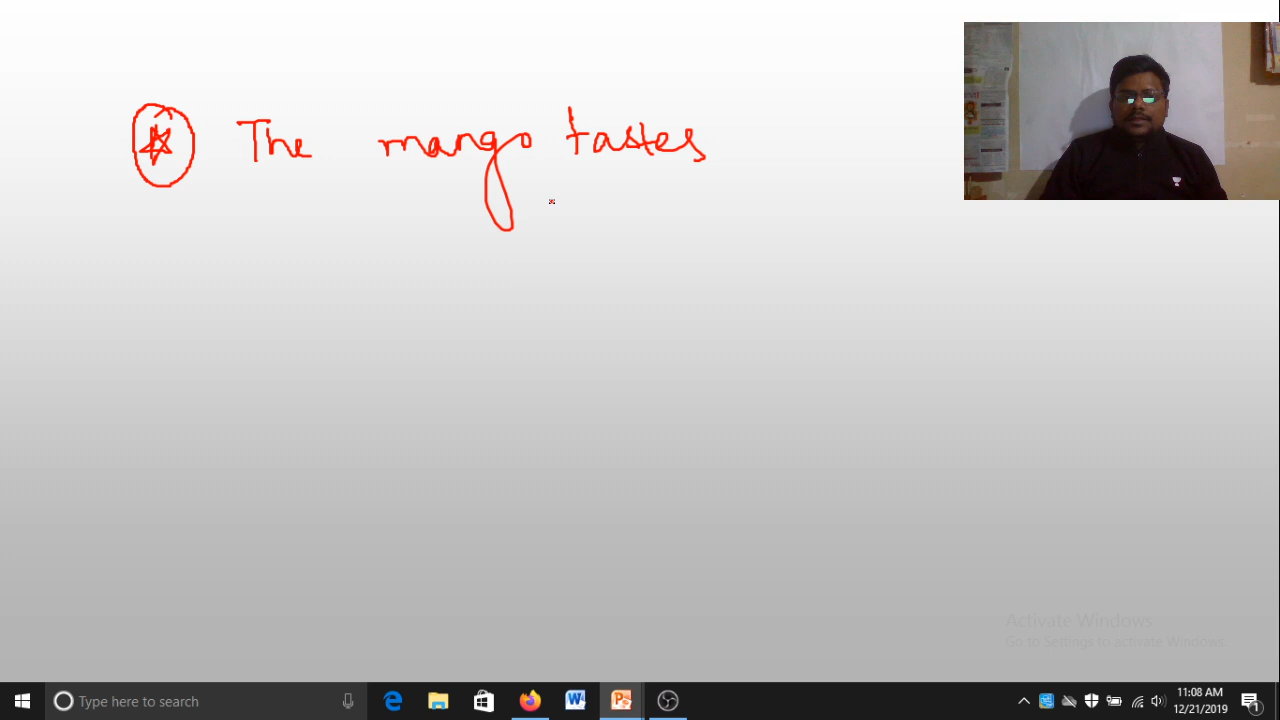 The mango tastes
Activate Windows
Go to Settings to activate Windows
Type here to search
11:08 AM
12/21/2019
1